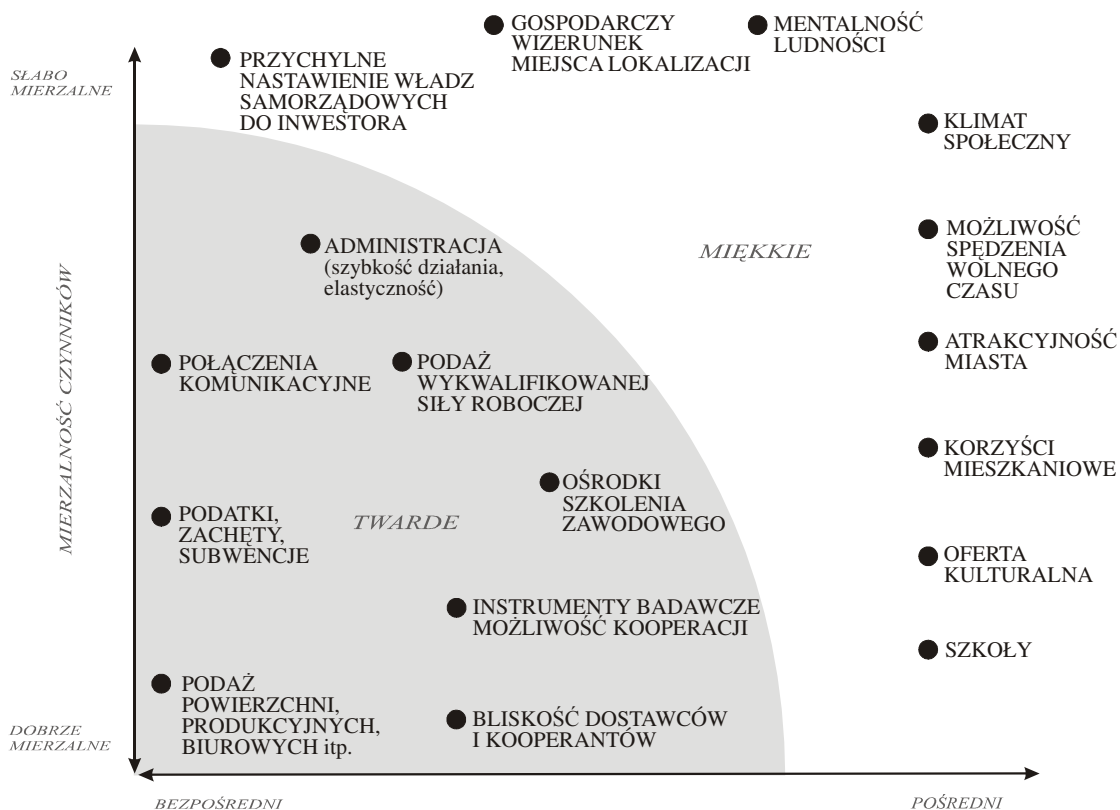 GOSPODARCZY
WIZERUNEK
MIEJSCA LOKALIZACJI
MENTALNOŚĆ
LUDNOŚCI
SŁABO
MIERZALNE
PRZYCHYLNE
NASTAWIENIE WŁADZ
SAMORZĄDOWYCH
DO INWESTORA
KLIMAT
SPOŁECZNY
ADMINISTRACJA
(szybkość działania,
elastyczność)
MIĘKKIE
MOŻLIWOŚĆ
SPĘDZENIA
WOLNEGO
CZASU
MIERZALNOŚĆ CZYNNIKÓW
POŁĄCZENIA
KOMUNIKACYJNE
PODAŻ
WYKWALIFIKOWANEJ
SIŁY ROBOCZEJ
ATRAKCYJNOŚĆ
MIASTA
KORZYŚCI
MIESZKANIOWE
PODATKI,
ZACHĘTY,
SUBWENCJE
TWARDE
OŚRODKI
SZKOLENIA
ZAWODOWEGO
OFERTA
KULTURALNA
INSTRUMENTY BADAWCZE
MOŻLIWOŚĆ KOOPERACJI
SZKOŁY
PODAŻ
POWIERZCHNI,
PRODUKCYJNYCH,
BIUROWYCH itp.
BLISKOŚĆ DOSTAWCÓW
I KOOPERANTÓW
DOBRZE
MIERZALNE
BEZPOŚREDNI
POŚREDNI